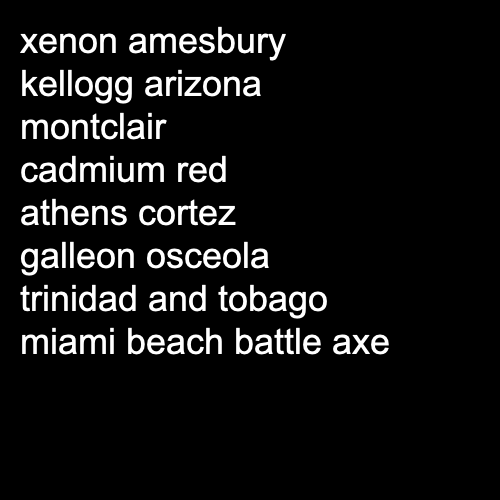 xenon amesbury
kellogg arizona
montclair
cadmium red
athens cortez
galleon osceola
trinidad and tobago
miami beach battle axe